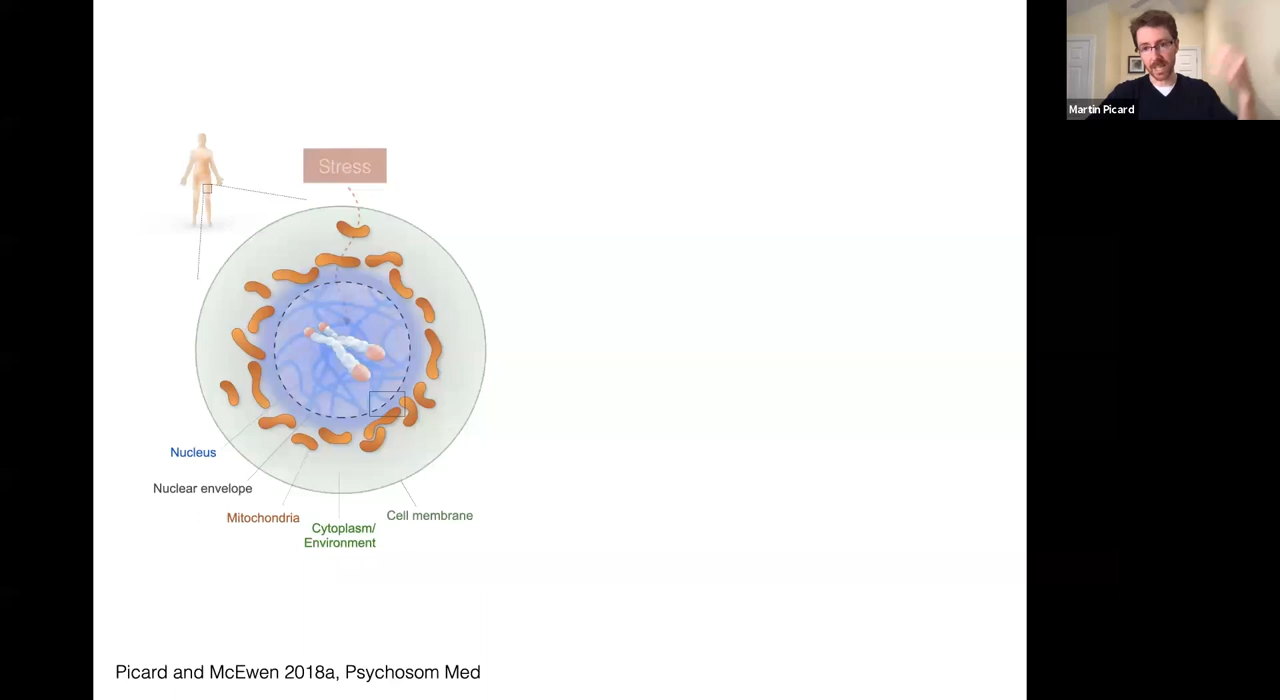 Martin Picard
Stress
Nucleus
Nuclear envelope
Mitochondria
Cytoplasm/
Environment
Cell membrane
Picard and McEwen 2018a, Psychosom Med